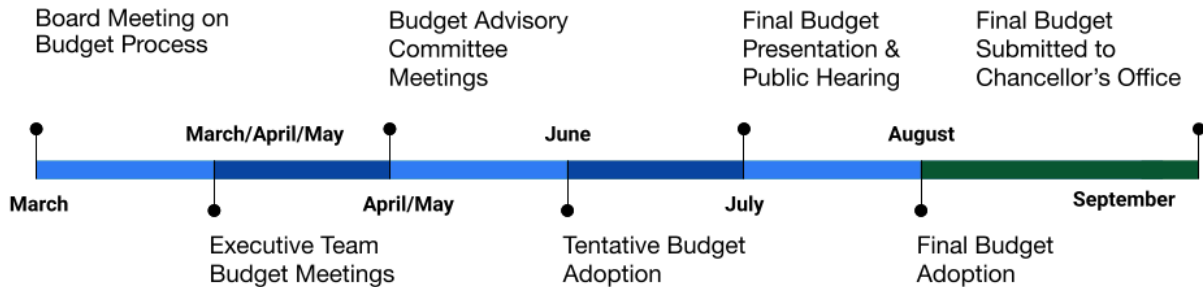 Board Meeting on
Budget Process
Budget Advisory
Committee
Meetings
Final Budget
Presentation &
Public Hearing
Final Budget
Submitted to
Chancellor's Office
March/April/May
June
August
March
April/May
July
September
Executive Team
Budget Meetings
Tentative Budget
Adoption
Final Budget
Adoption